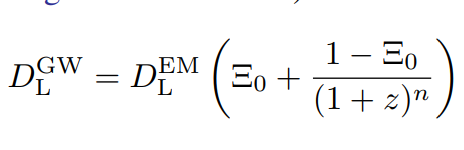 D_L^GW = D_L^EM ( Ξ_0 + (1 − Ξ_0) / (1 + z)^n )